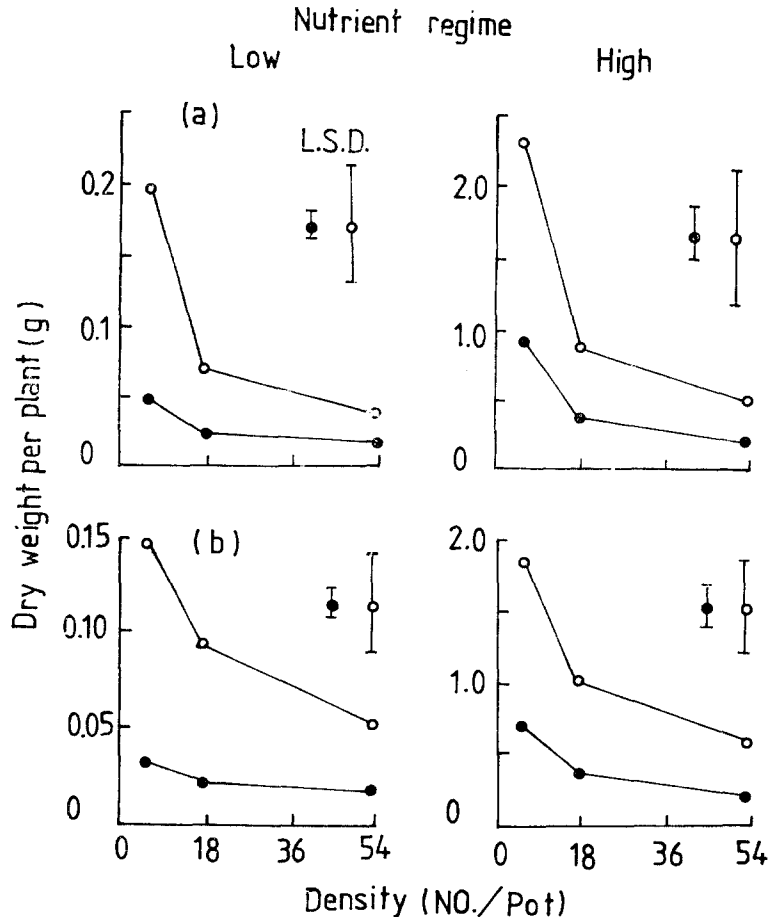 Nutrient regime
Low
High
(a)
L.S.D.
0.2
0.1
0
2.0
1.0
0
Dry weight per plant (g)
(b)
0.15
0.10
0.05
0
2.0
1.0
0
0 18 36 54
0 18 36 54
Density (NO./Pot)